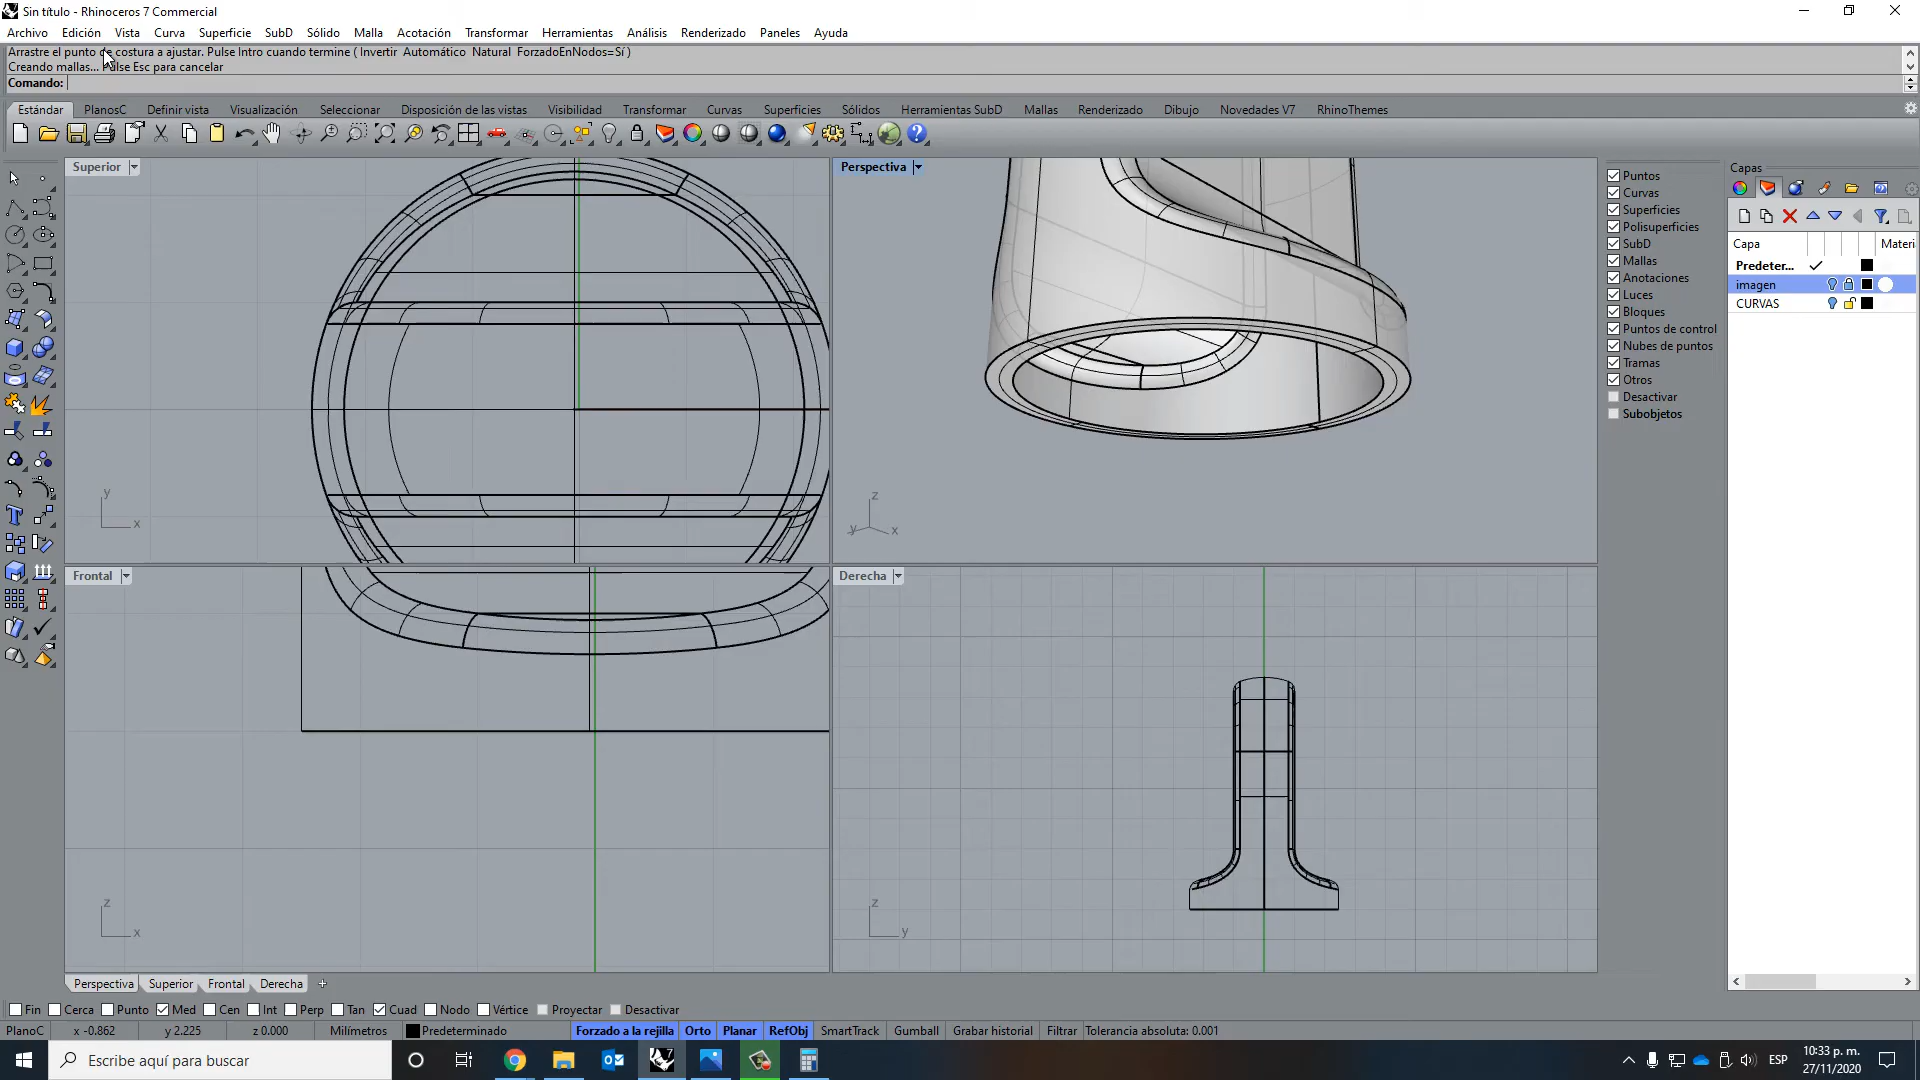 Sin título - Rhinoceros 7 Commercial
Archivo Edición Vista Curva Superficie SubD Sólido Malla Acotación Transformar Herramientas Análisis Renderizado Paneles Ayuda
Arrastre el punto de costura a ajustar. Pulse Intro cuando termine ( Invertir Automático Natural ForzadoEnNodos=Sí )
Creando mallas... Pulse Esc para cancelar
Comando:
Estándar PlanosC Definir vista Visualización Seleccionar Disposición de las vistas Visibilidad Transformar Curvas Superficies Sólidos Herramientas SubD Mallas Renderizado Dibujo Novedades V7 RhinoThemes
Superior
Perspectiva
Puntos
Curvas
Superficies
Polisuperficies
SubD
Mallas
Anotaciones
Luces
Bloques
Puntos de control
Nubes de puntos
Tramas
Otros
Desactivar
Subobjetos
Capas
Capa Materi
Predeter...
imagen
CURVAS
y
x
z
y x
Frontal
Derecha
z
x
z
y
Perspectiva Superior Frontal Derecha
Fin Cerca Punto Med Cen Int Perp Tan Cuad Nodo Vértice Proyectar Desactivar
PlanoC x -0.862 y 2.225 z 0.000 Milímetros Predeterminado Forzado a la rejilla Orto Planar RefObj SmartTrack Gumball Grabar historial Filtrar Tolerancia absoluta: 0.001
Escribe aquí para buscar
ESP
10:33 p. m.
27/11/2020